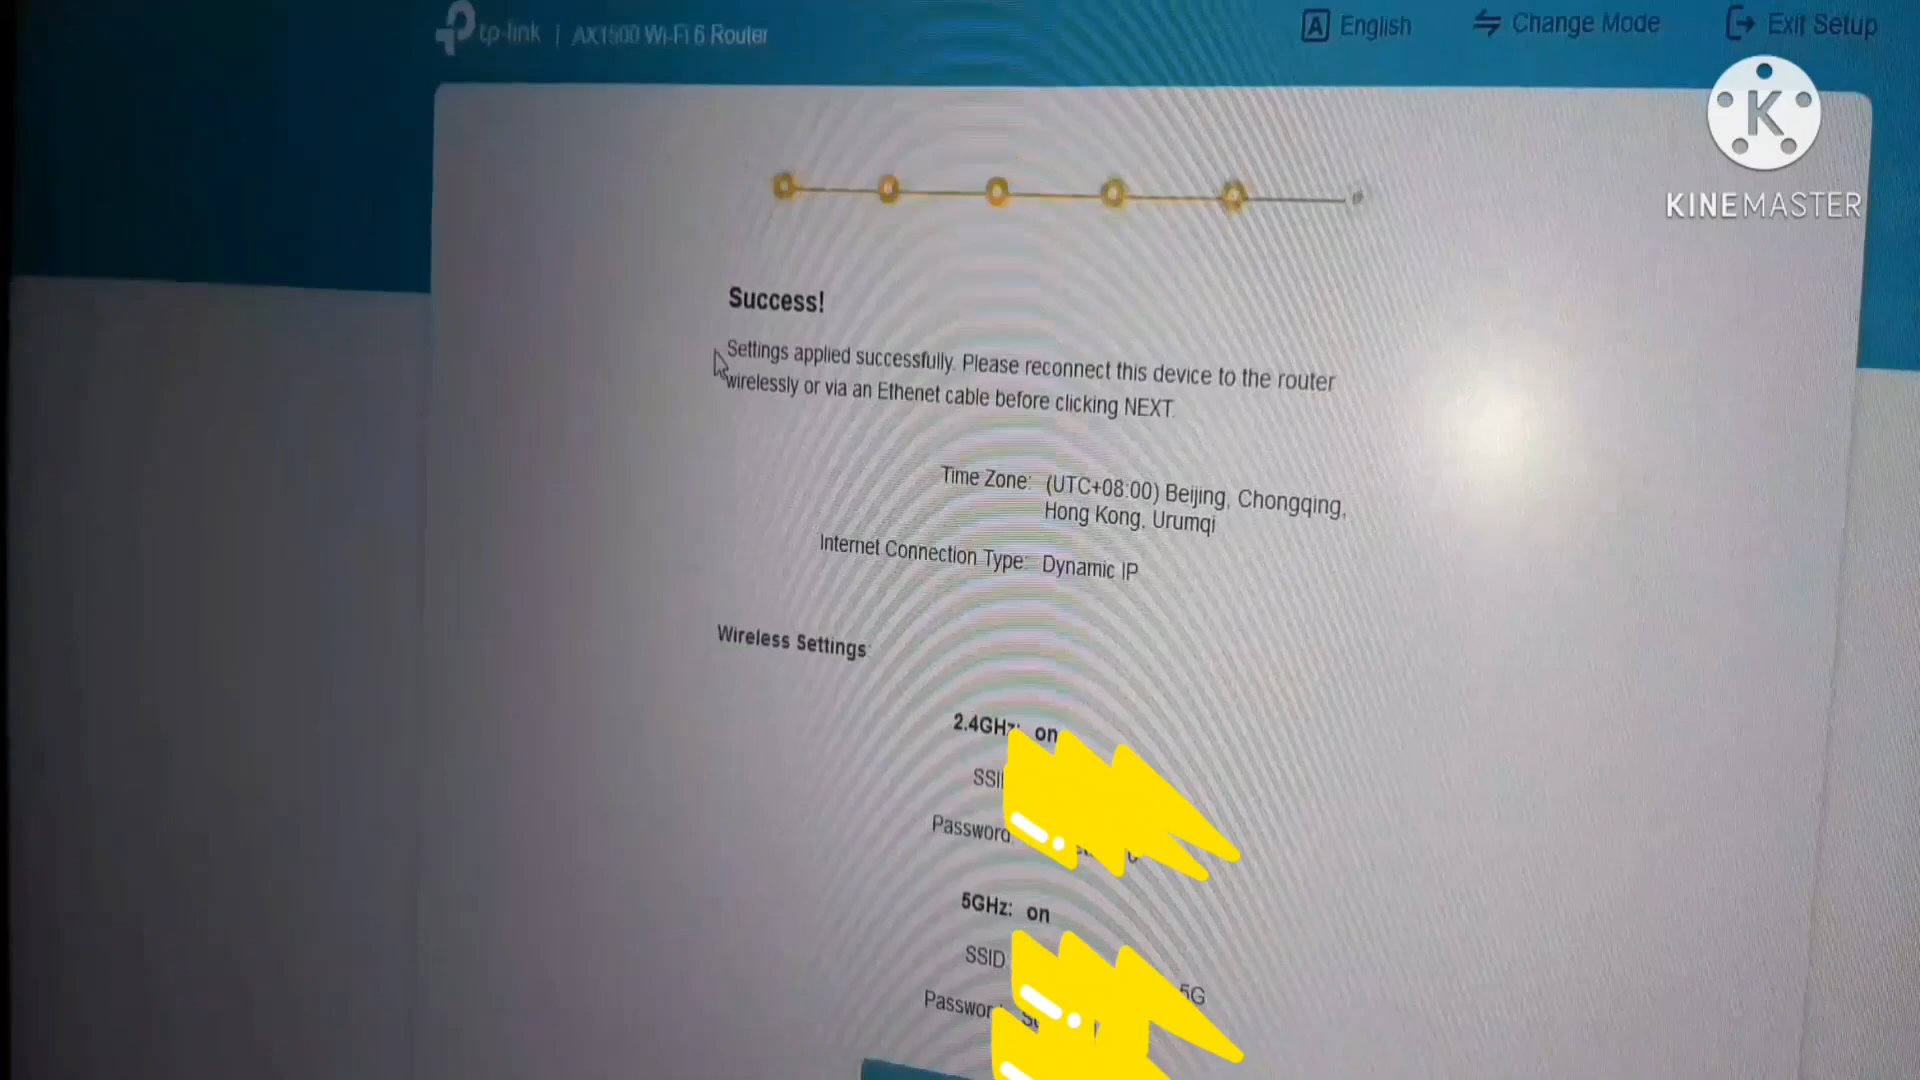 tp-link | AX1500 Wi-Fi 6 Router
A English
Change Mode
Exit Setup
K
KINEMASTER
Success!
Settings applied successfully. Please reconnect this device to the router
wirelessly or via an Ethenet cable before clicking NEXT.
Time Zone: (UTC+08:00) Beijing, Chongqing,
Hong Kong, Urumqi
Internet Connection Type: Dynamic IP
Wireless Settings:
2.4GHz: on
Password:
5GHz: on
SSID
5G